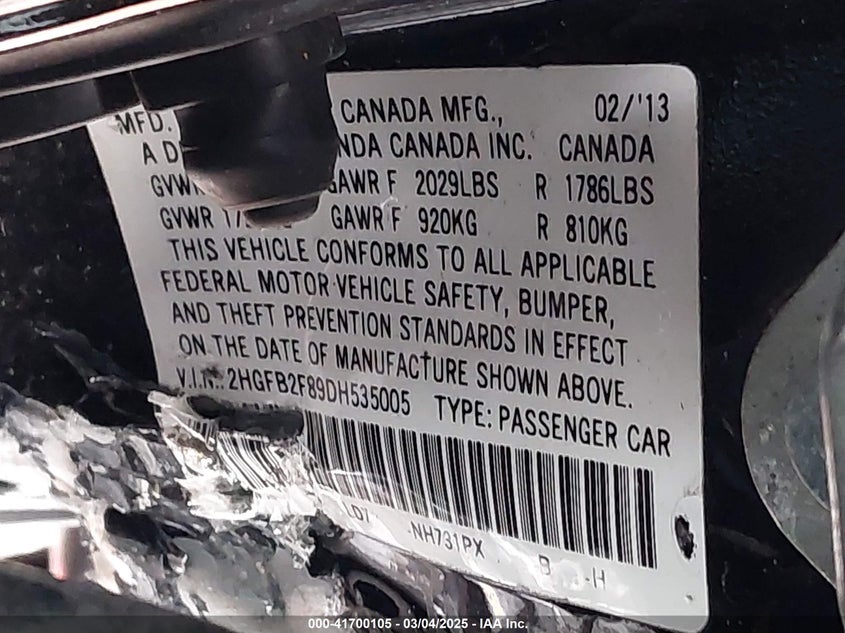 MFD. CANADA MFG., 02/'13
A CANADA INC. CANADA
GAWR F 2029LBS R 1786LBS
GVWR GAWR F 920KG R 810KG
THIS VEHICLE CONFORMS TO ALL APPLICABLE
FEDERAL MOTOR VEHICLE SAFETY, BUMPER,
AND THEFT PREVENTION STANDARDS IN EFFECT
ON THE DATE OF MANUFACTURE SHOWN ABOVE.
V.I.N.: 2HGFB2F89DH535005 TYPE: PASSENGER CAR
NH731PX
000-41700105 - 03/04/2025 - IAA Inc.